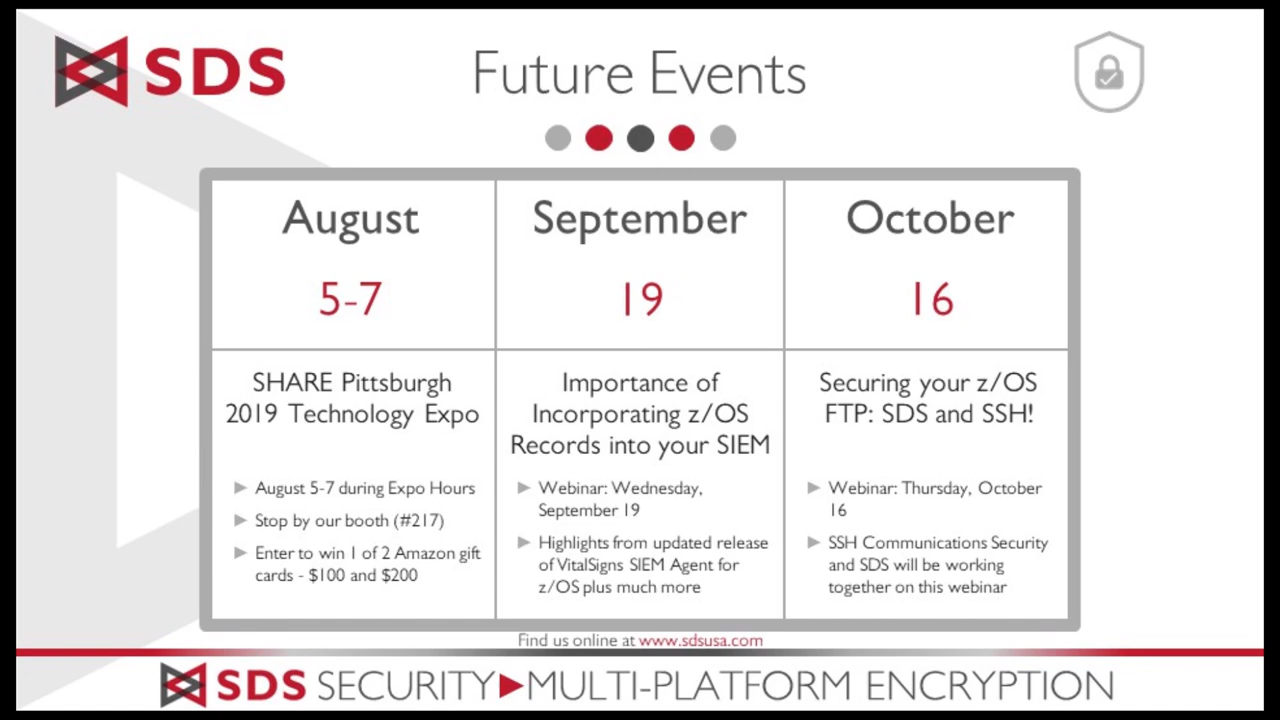 SDS
Future Events
August
5-7
SHARE Pittsburgh
2019 Technology Expo
▶ August 5-7 during Expo Hours
▶ Stop by our booth (#217)
▶ Enter to win 1 of 2 Amazon gift
cards - $100 and $200
September
19
Importance of
Incorporating z/OS
Records into your SIEM
▶ Webinar: Wednesday,
September 19
▶ Highlights from updated release
of VitalSigns SIEM Agent for
z/OS plus much more
October
16
Securing your z/OS
FTP: SDS and SSH!
▶ Webinar: Thursday, October
16
▶ SSH Communications Security
and SDS will be working
together on this webinar
Find us online at www.sdsusa.com
SDS SECURITY▶MULTI-PLATFORM ENCRYPTION